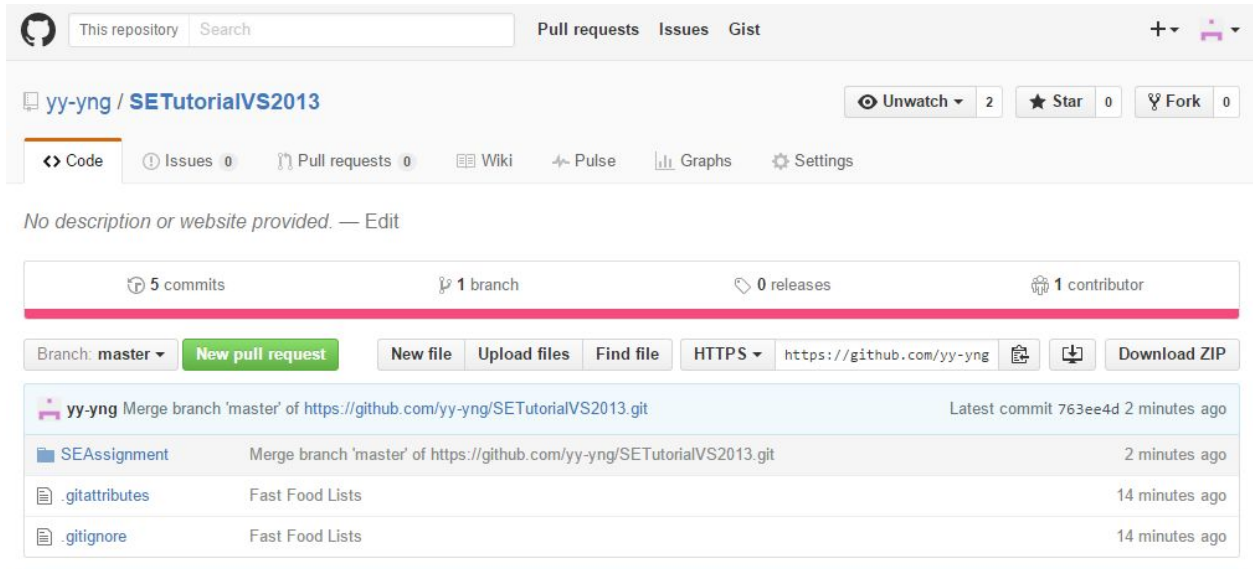 This repository Search Pull requests Issues Gist
yy-yng / SETutorialVS2013 Unwatch 2 Star 0 Fork 0
Code Issues 0 Pull requests 0 Wiki Pulse Graphs Settings
No description or website provided. — Edit
5 commits 1 branch 0 releases 1 contributor
Branch: master New pull request New file Upload files Find file HTTPS https://github.com/yy-yng Download ZIP
yy-yng Merge branch 'master' of https://github.com/yy-yng/SETutorialVS2013.git Latest commit 763ee4d 2 minutes ago
SEAssignment Merge branch 'master' of https://github.com/yy-yng/SETutorialVS2013.git 2 minutes ago
.gitattributes Fast Food Lists 14 minutes ago
.gitignore Fast Food Lists 14 minutes ago